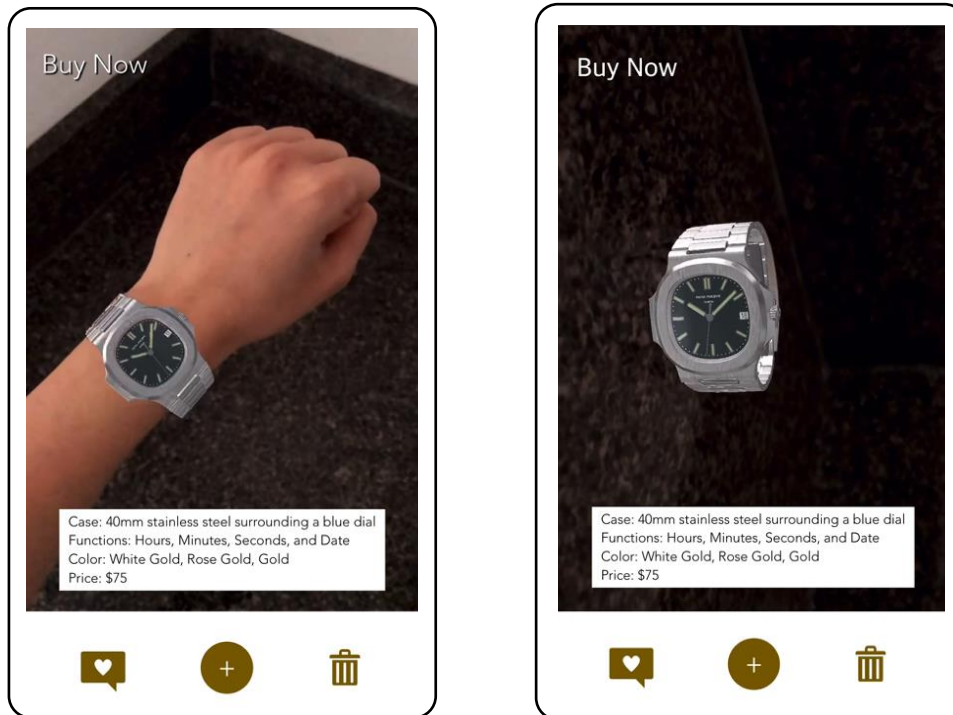 Buy Now
Case: 40mm stainless steel surrounding a blue dial
Functions: Hours, Minutes, Seconds, and Date
Color: White Gold, Rose Gold, Gold
Price: $75
Buy Now
Case: 40mm stainless steel surrounding a blue dial
Functions: Hours, Minutes, Seconds, and Date
Color: White Gold, Rose Gold, Gold
Price: $75